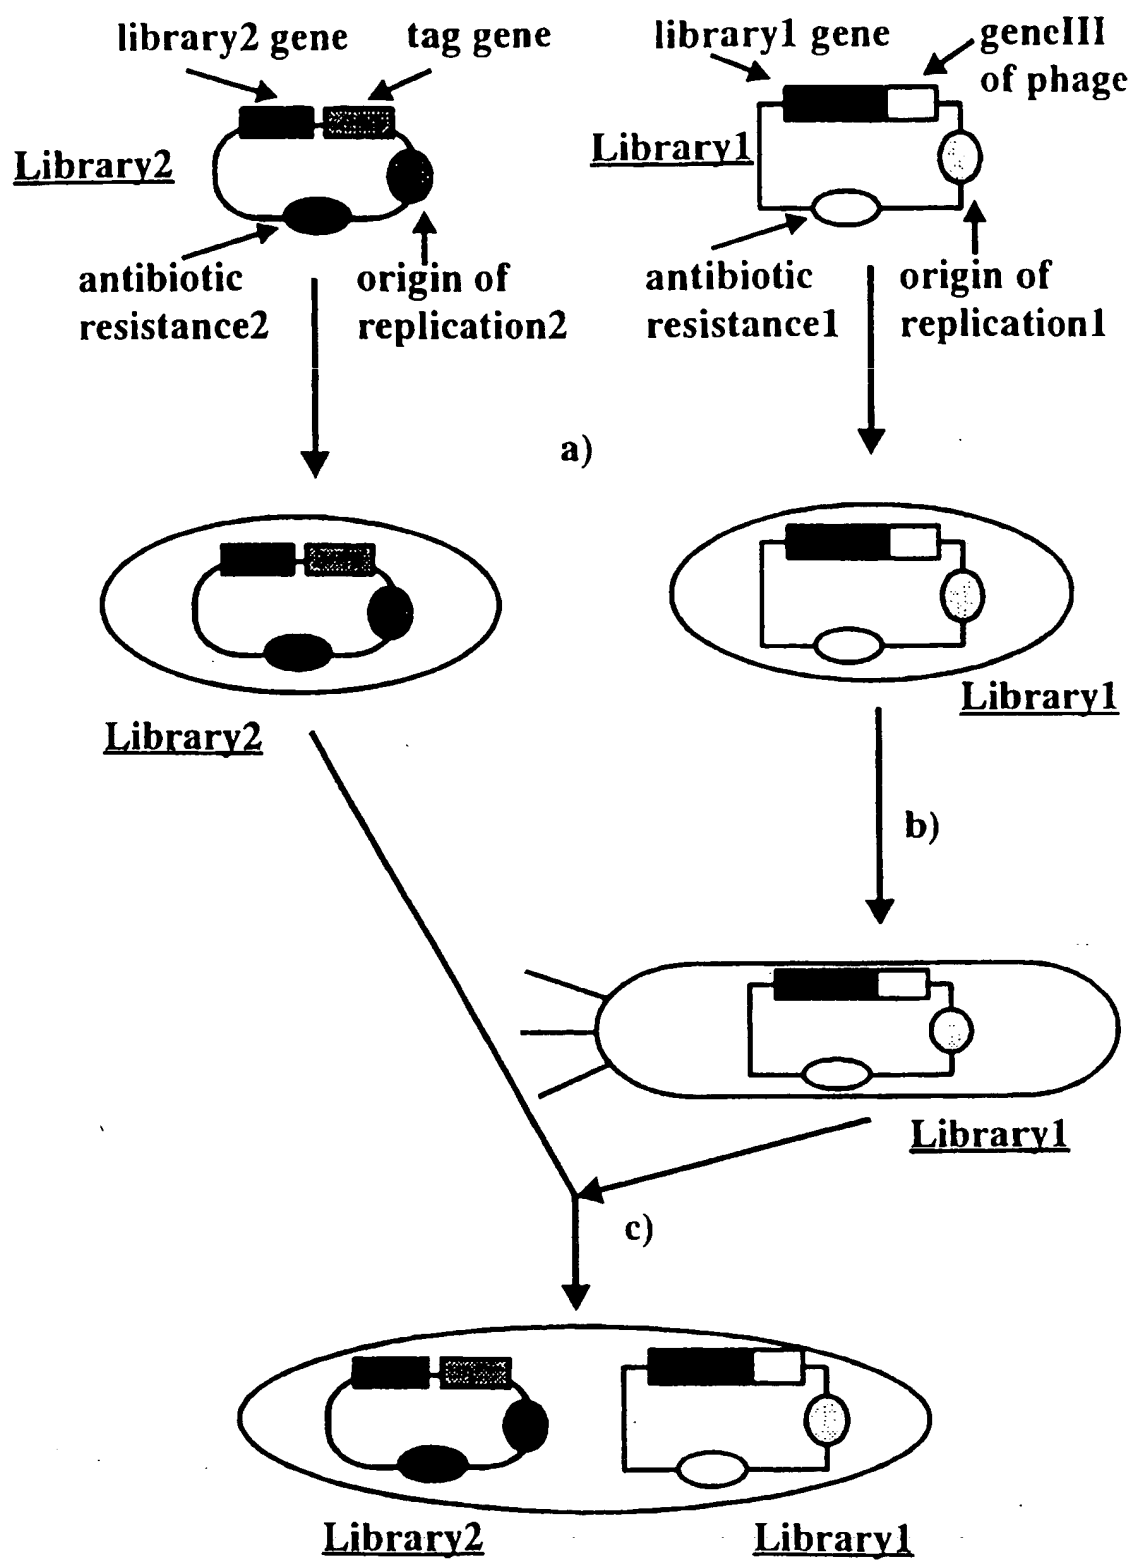 library2 gene
tag gene
library1 gene
geneIII
of phage
Library2
Library1
antibiotic
resistance2
origin of
replication2
antibiotic
resistance1
origin of
replication1
a)
Library1
Library2
b)
Library1
c)
Library2
Library1